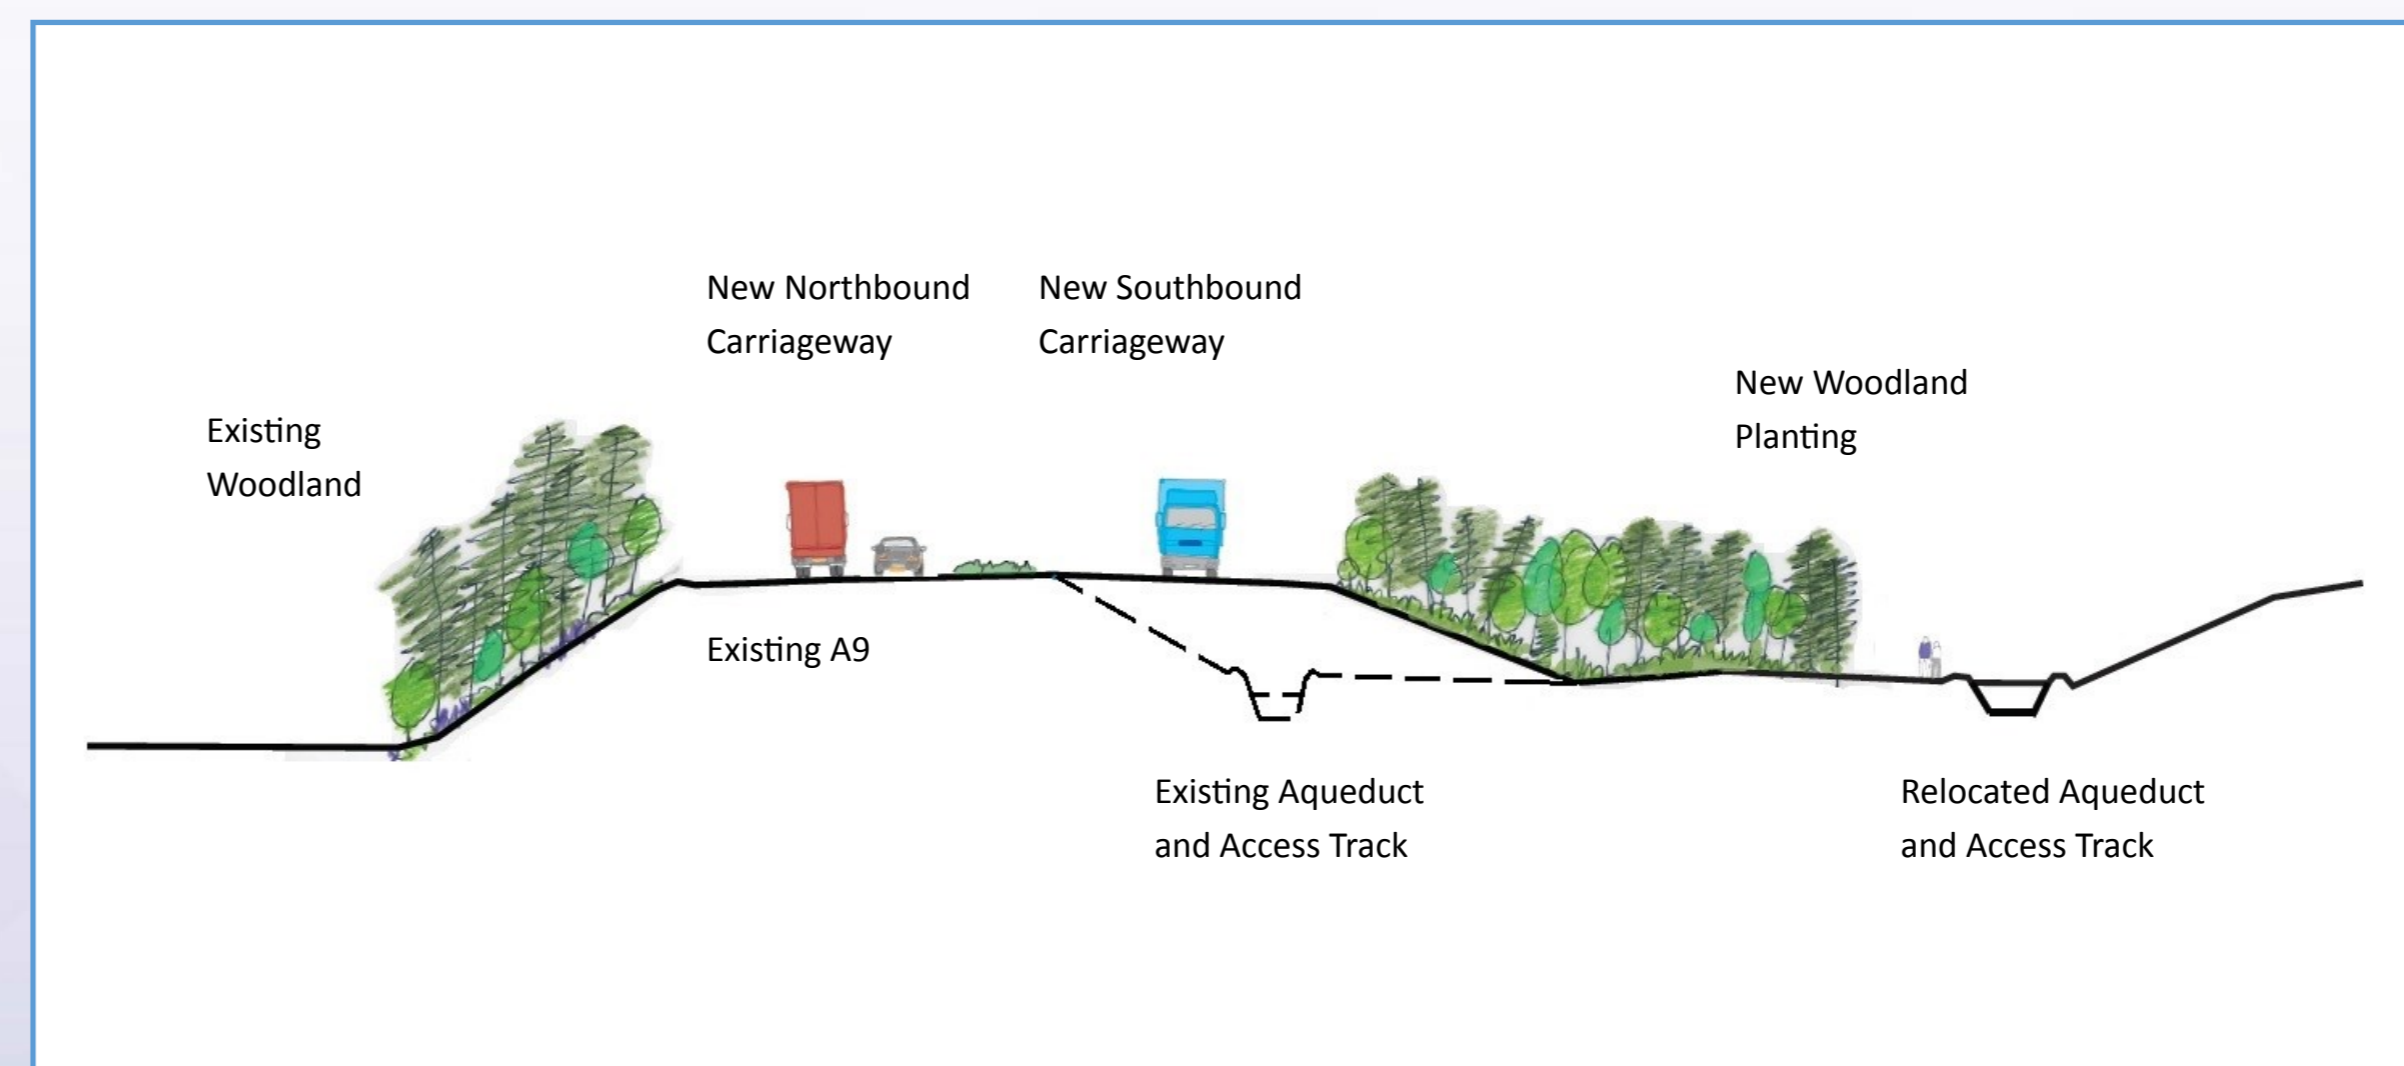 New Northbound
Carriageway
New Southbound
Carriageway
New Woodland
Planting
Existing
Woodland
Existing A9
Existing Aqueduct
and Access Track
Relocated Aqueduct
and Access Track